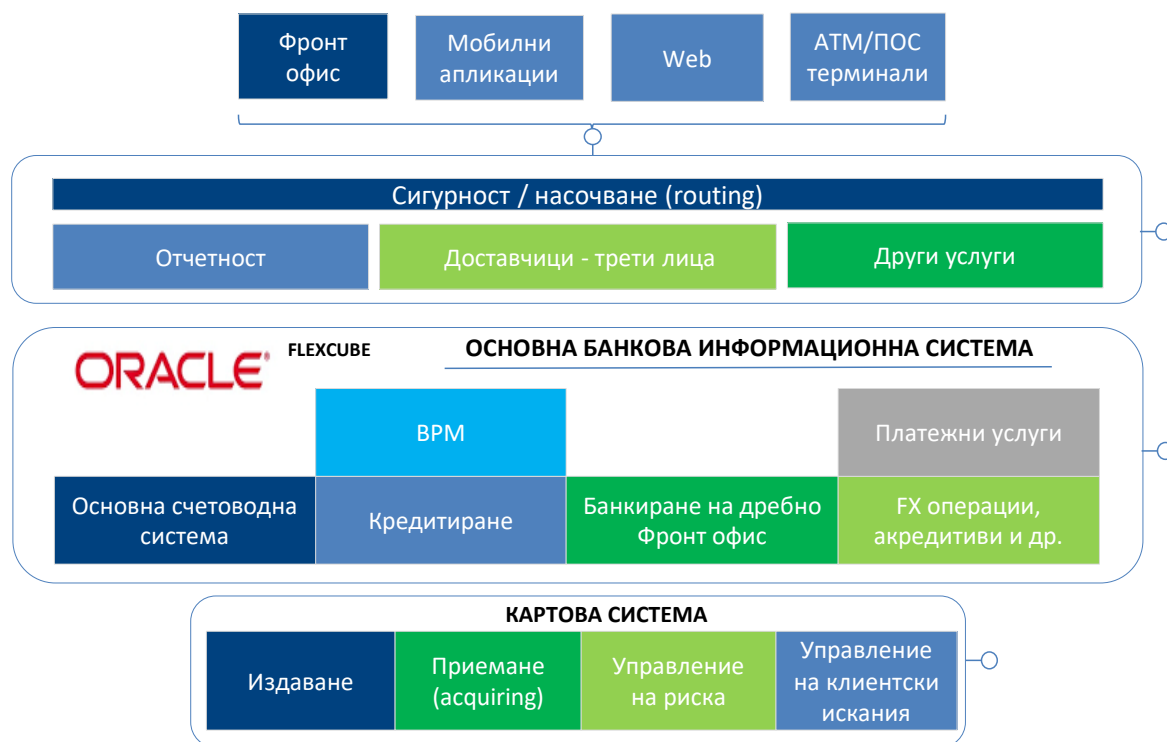 Фронт
офис
Мобилни
апликации
Web
АТМ/ПОС
терминали
Сигурност / насочване (routing)
Отчетност
Доставчици - трети лица
Други услуги
ORACLE®
FLEXCUBE
ОСНОВНА БАНКОВА ИНФОРМАЦИОННА СИСТЕМА
BPM
Платежни услуги
Основна счетоводна
система
Кредитиране
Банкиране на дребно
Фронт офис
FX операции,
акредитиви и др.
КАРТОВА СИСТЕМА
Издаване
Приемане
(acquiring)
Управление
на риска
Управление
на клиентски
искания